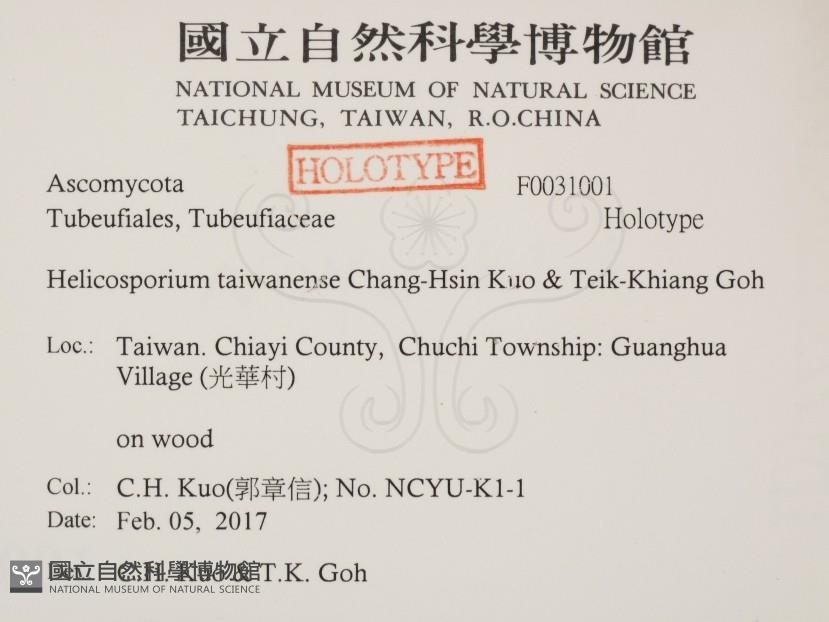 國立自然科學博物館
NATIONAL MUSEUM OF NATURAL SCIENCE
TAICHUNG, TAIWAN, R.O.CHINA
HOLOTYPE
Ascomycota F0031001
Tubeufiales, Tubeufiaceae Holotype
Helicosporium taiwanense Chang-Hsin Kuo & Teik-Khiang Goh
Loc.: Taiwan. Chiayi County, Chuchi Township: Guanghua
Village (光華村)
on wood
Col.: C.H. Kuo(郭章信); No. NCYU-K1-1
Date: Feb. 05, 2017
C.H. Kuo & T.K. Goh
國立自然科學博物館
NATIONAL MUSEUM OF NATURAL SCIENCE